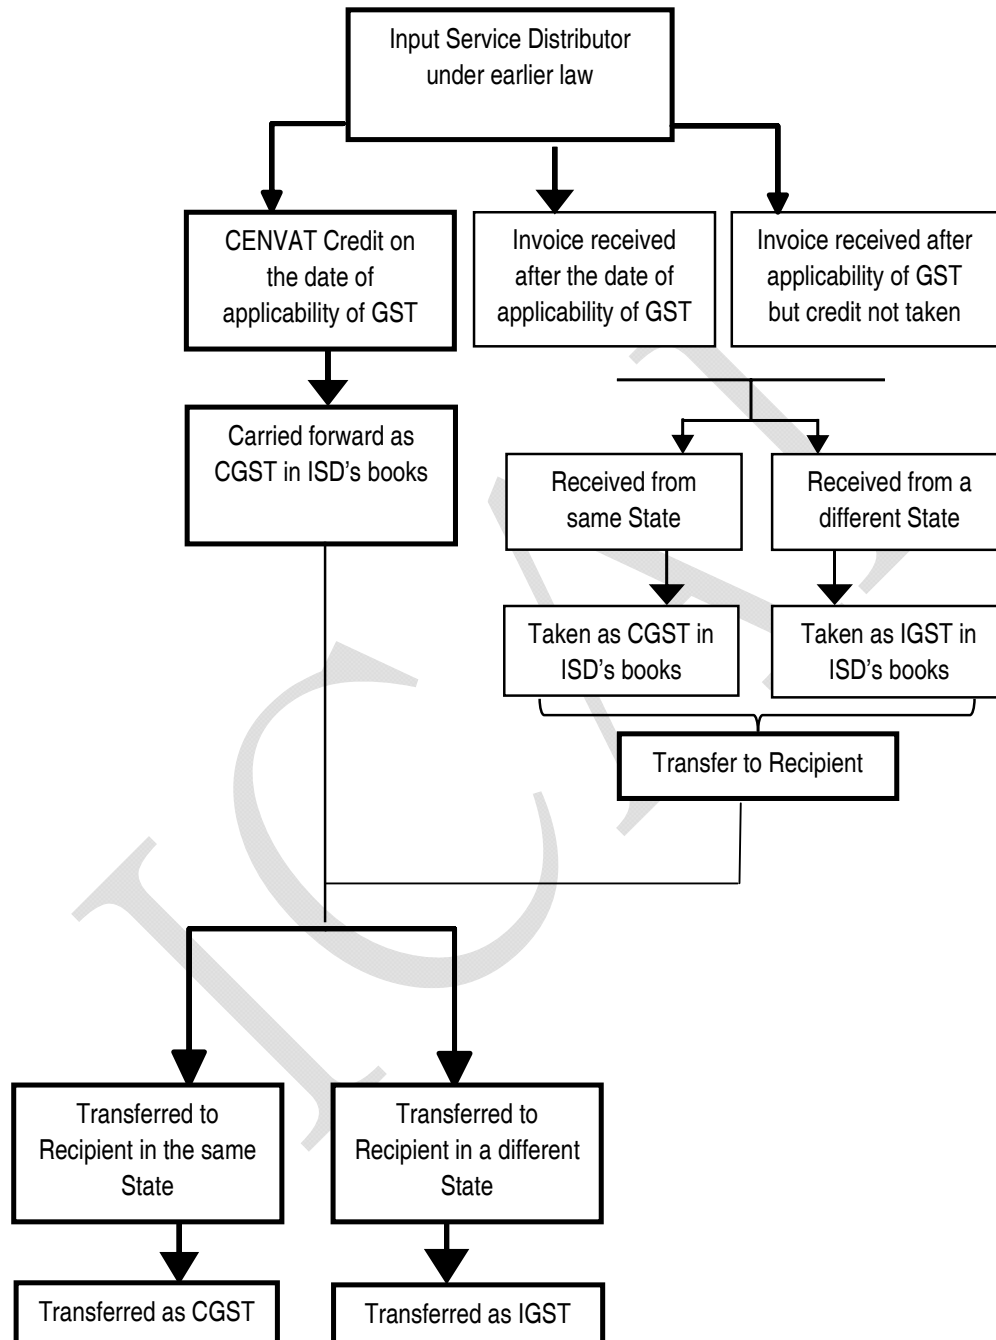 Input Service Distributor
under earlier law
CENVAT Credit on
the date of
applicability of GST
Invoice received
after the date of
applicability of GST
Invoice received after
applicability of GST
but credit not taken
Carried forward as
CGST in ISD’s books
Received from
same State
Received from a
different State
Taken as CGST in
ISD’s books
Taken as IGST in
ISD’s books
Transfer to Recipient
Transferred to
Recipient in the same
State
Transferred to
Recipient in a different
State
Transferred as CGST
Transferred as IGST
ICAI